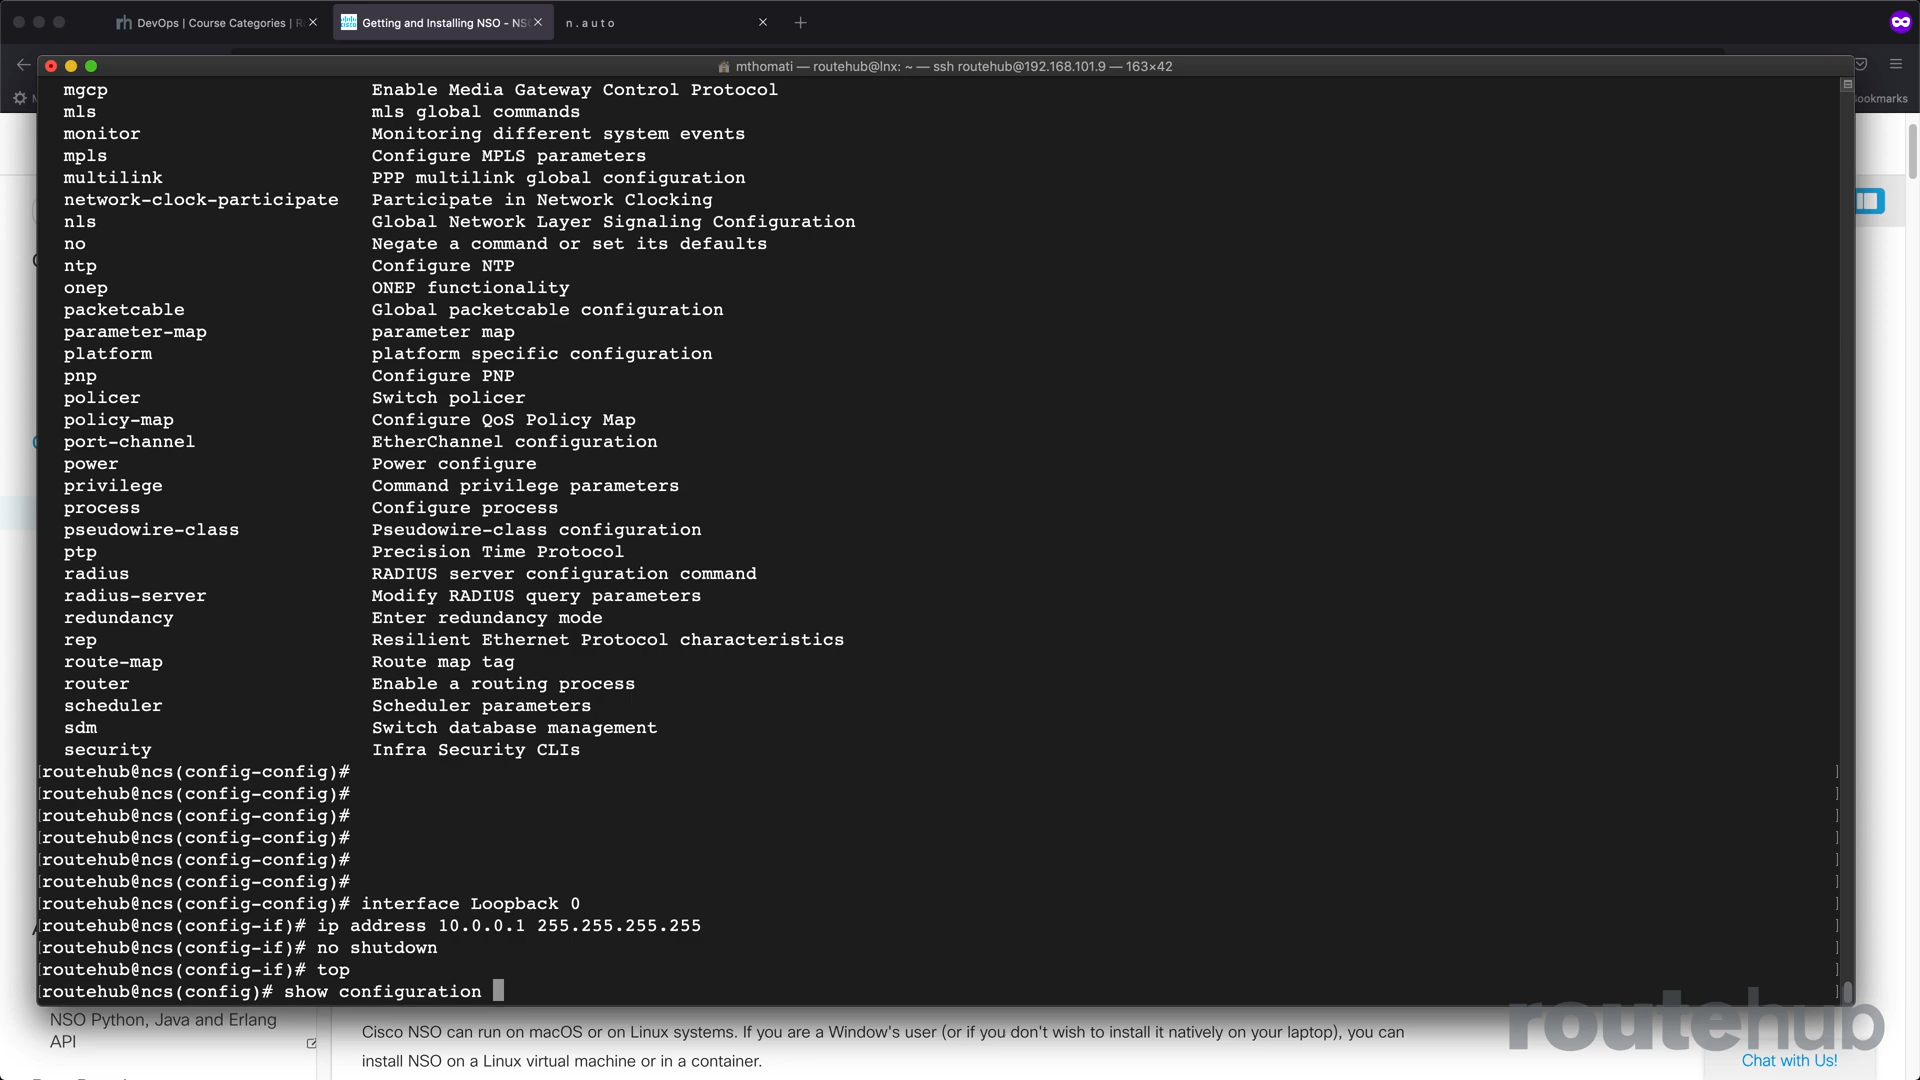 DevOps | Course Categories | R
Getting and Installing NSO - NS
n.auto
mthomati — routehub@lnx: ~ — ssh routehub@192.168.101.9 — 163×42
ookmarks
mgcp Enable Media Gateway Control Protocol
mls mls global commands
monitor Monitoring different system events
mpls Configure MPLS parameters
multilink PPP multilink global configuration
network-clock-participate Participate in Network Clocking
nls Global Network Layer Signaling Configuration
no Negate a command or set its defaults
ntp Configure NTP
onep ONEP functionality
packetcable Global packetcable configuration
parameter-map parameter map
platform platform specific configuration
pnp Configure PNP
policer Switch policer
policy-map Configure QoS Policy Map
port-channel EtherChannel configuration
power Power configure
privilege Command privilege parameters
process Configure process
pseudowire-class Pseudowire-class configuration
ptp Precision Time Protocol
radius RADIUS server configuration command
radius-server Modify RADIUS query parameters
redundancy Enter redundancy mode
rep Resilient Ethernet Protocol characteristics
route-map Route map tag
router Enable a routing process
scheduler Scheduler parameters
sdm Switch database management
security Infra Security CLIs
[routehub@ncs(config-config)# ]
[routehub@ncs(config-config)# ]
[routehub@ncs(config-config)# ]
[routehub@ncs(config-config)# ]
[routehub@ncs(config-config)# ]
[routehub@ncs(config-config)# ]
[routehub@ncs(config-config)# interface Loopback 0 ]
[routehub@ncs(config-if)# ip address 10.0.0.1 255.255.255.255 ]
[routehub@ncs(config-if)# no shutdown ]
[routehub@ncs(config-if)# top ]
[routehub@ncs(config)# show configuration ]
NSO Python, Java and Erlang
API
Cisco NSO can run on macOS or on Linux systems. If you are a Window's user (or if you don't wish to install it natively on your laptop), you can
install NSO on a Linux virtual machine or in a container.
routehub
Chat with Us!